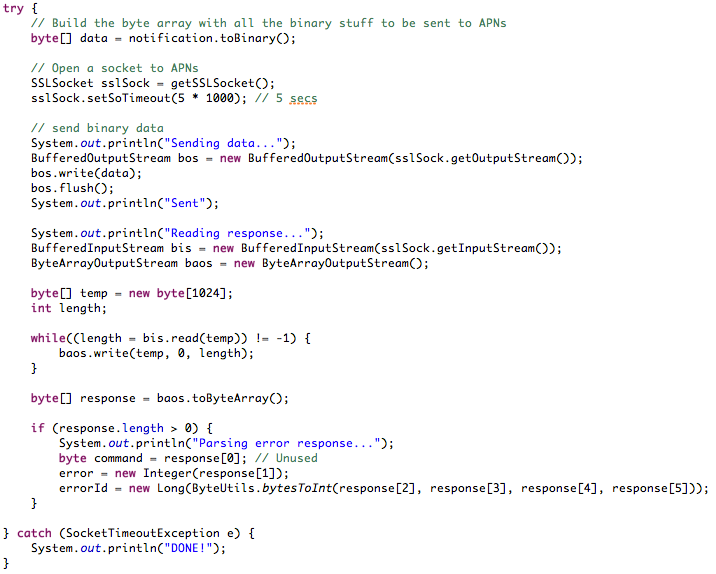 try {
    // Build the byte array with all the binary stuff to be sent to APNs
    byte[] data = notification.toBinary();

    // Open a socket to APNs
    SSLSocket sslSock = getSSLSocket();
    sslSock.setSoTimeout(5 * 1000); // 5 secs

    // send binary data
    System.out.println("Sending data...");
    BufferedOutputStream bos = new BufferedOutputStream(sslSock.getOutputStream());
    bos.write(data);
    bos.flush();
    System.out.println("Sent");

    System.out.println("Reading response...");
    BufferedInputStream bis = new BufferedInputStream(sslSock.getInputStream());
    ByteArrayOutputStream baos = new ByteArrayOutputStream();

    byte[] temp = new byte[1024];
    int length;

    while((length = bis.read(temp)) != -1) {
        baos.write(temp, 0, length);
    }

    byte[] response = baos.toByteArray();

    if (response.length > 0) {
        System.out.println("Parsing error response...");
        byte command = response[0]; // Unused
        error = new Integer(response[1]);
        errorId = new Long(ByteUtils.bytesToInt(response[2], response[3], response[4], response[5]));
    }

} catch (SocketTimeoutException e) {
    System.out.println("DONE!");
}